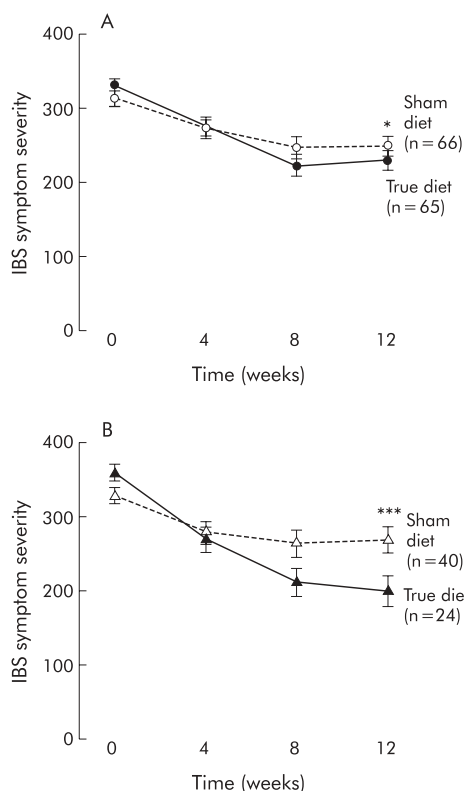 A
400
300
200
100
0
IBS symptom severity
0 4 8 12
Time (weeks)
*
Sham
diet
(n=66)
True diet
(n=65)
B
400
300
200
100
0
IBS symptom severity
0 4 8 12
Time (weeks)
***
Sham
diet
(n=40)
True die
(n=24)